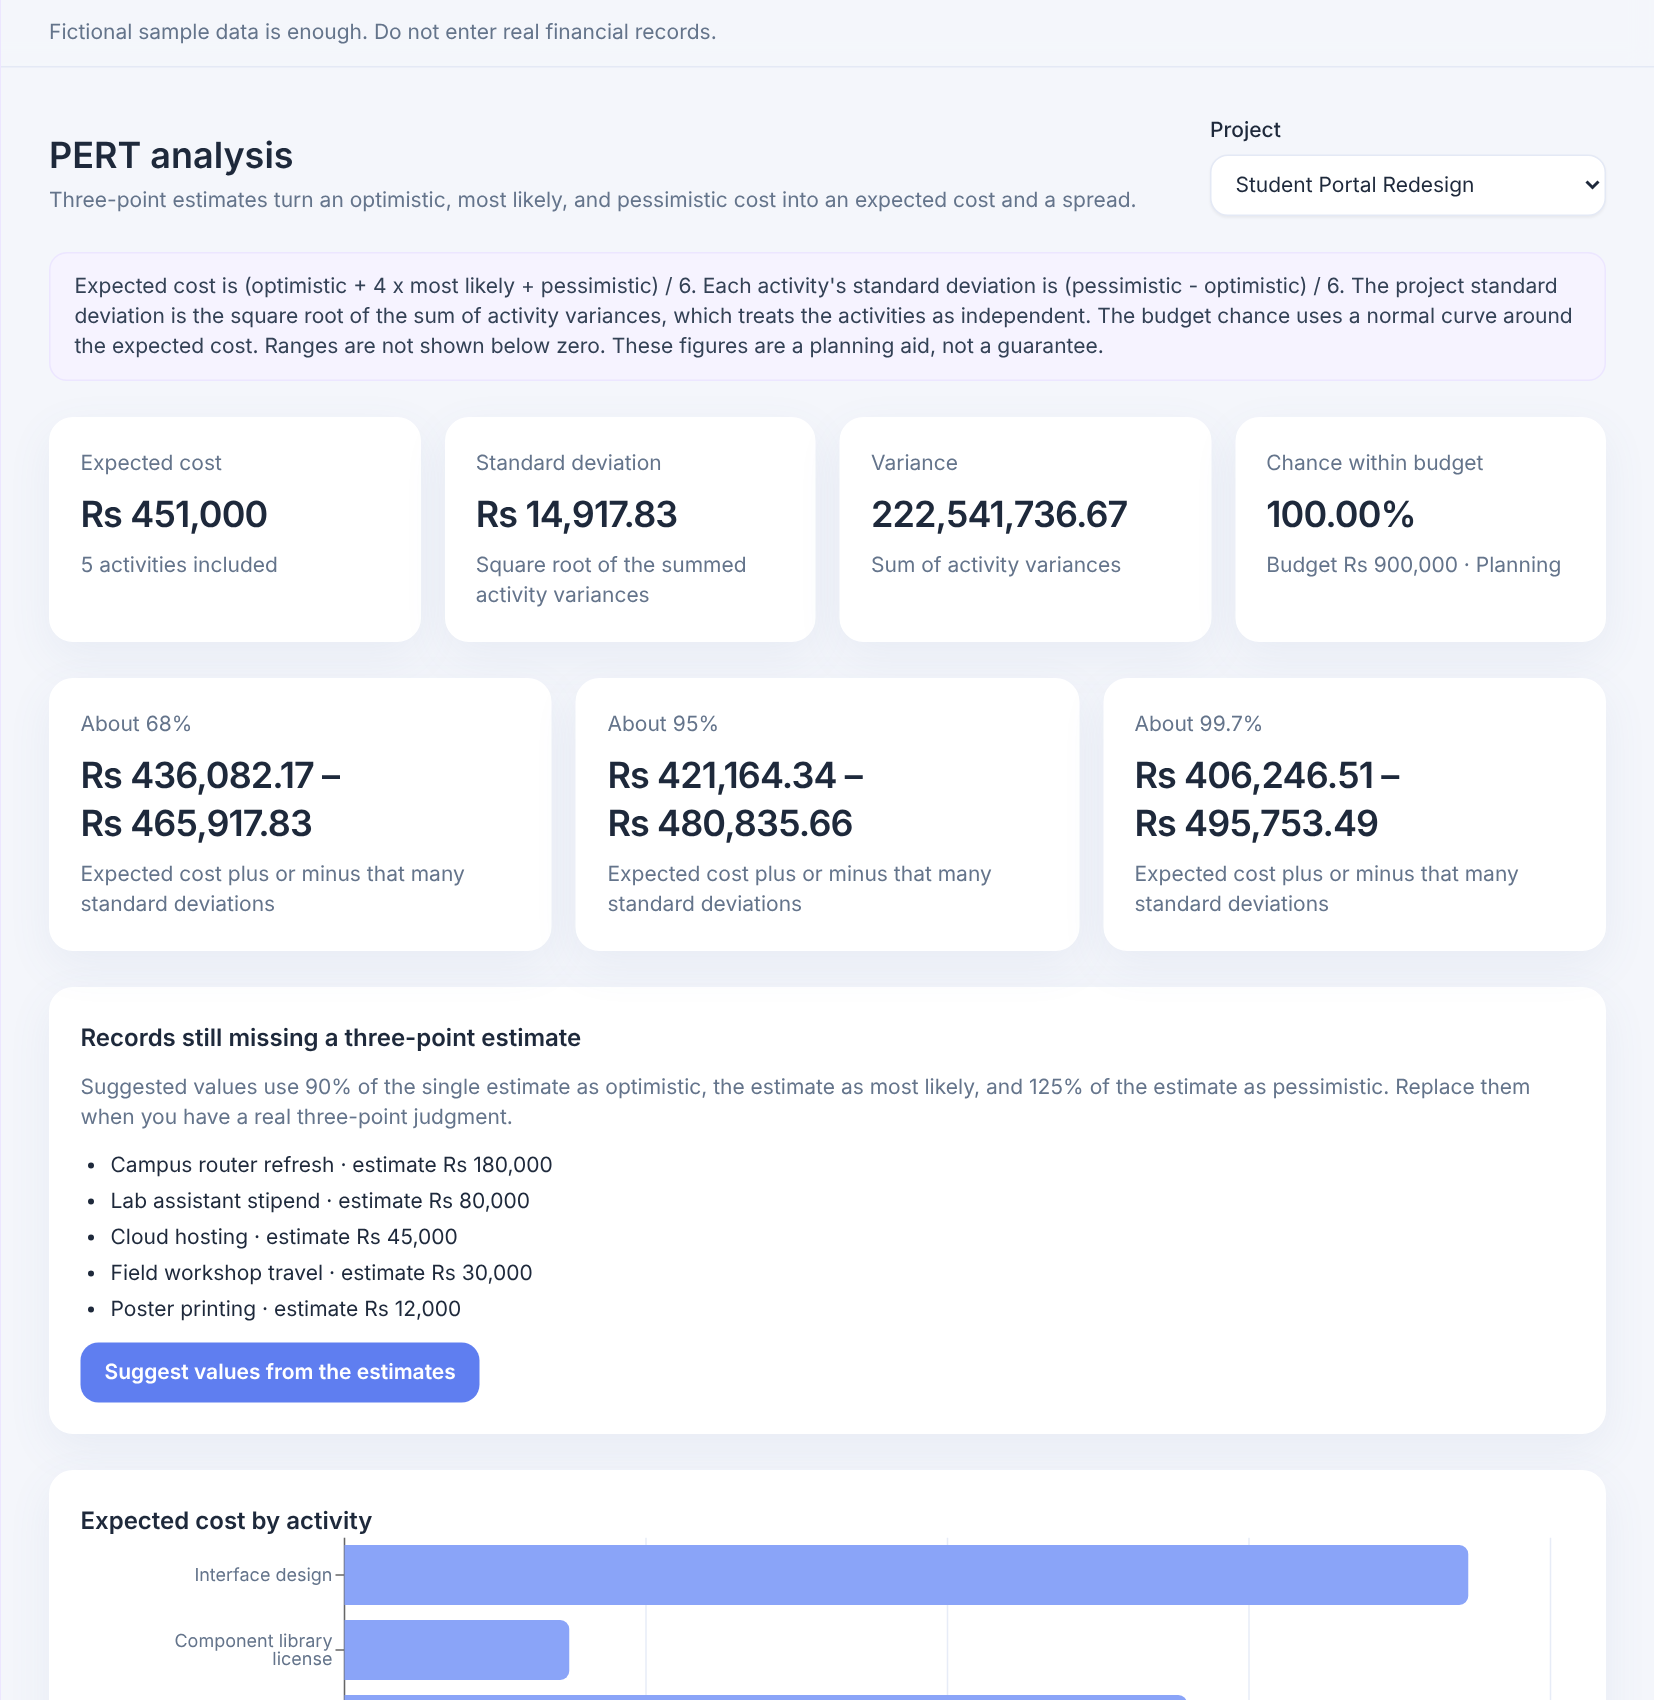 Fictional sample data is enough. Do not enter real financial records.
PERT analysis
Three-point estimates turn an optimistic, most likely, and pessimistic cost into an expected cost and a spread.
Project
Student Portal Redesign
Expected cost is (optimistic + 4 x most likely + pessimistic) / 6. Each activity's standard deviation is (pessimistic - optimistic) / 6. The project standard
deviation is the square root of the sum of activity variances, which treats the activities as independent. The budget chance uses a normal curve around
the expected cost. Ranges are not shown below zero. These figures are a planning aid, not a guarantee.
Expected cost
Rs 451,000
5 activities included
Standard deviation
Rs 14,917.83
Square root of the summed
activity variances
Variance
222,541,736.67
Sum of activity variances
Chance within budget
100.00%
Budget Rs 900,000 · Planning
About 68%
Rs 436,082.17 –
Rs 465,917.83
Expected cost plus or minus that many
standard deviations
About 95%
Rs 421,164.34 –
Rs 480,835.66
Expected cost plus or minus that many
standard deviations
About 99.7%
Rs 406,246.51 –
Rs 495,753.49
Expected cost plus or minus that many
standard deviations
Records still missing a three-point estimate
Suggested values use 90% of the single estimate as optimistic, the estimate as most likely, and 125% of the estimate as pessimistic. Replace them
when you have a real three-point judgment.
• Campus router refresh · estimate Rs 180,000
• Lab assistant stipend · estimate Rs 80,000
• Cloud hosting · estimate Rs 45,000
• Field workshop travel · estimate Rs 30,000
• Poster printing · estimate Rs 12,000
Suggest values from the estimates
Expected cost by activity
Interface design
Component library
license